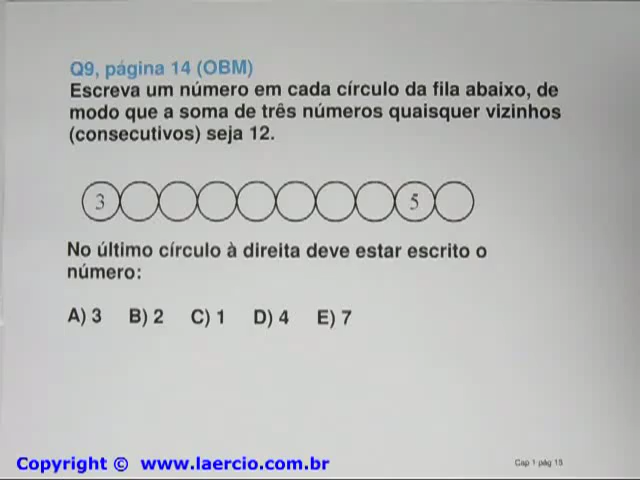 Q9, página 14 (OBM)
Escreva um número em cada círculo da fila abaixo, de
modo que a soma de três números quaisquer vizinhos
(consecutivos) seja 12.
3 5
No último círculo à direita deve estar escrito o
número:
A) 3 B) 2 C) 1 D) 4 E) 7
Copyright © www.laercio.com.br
Cap 1 pág 15